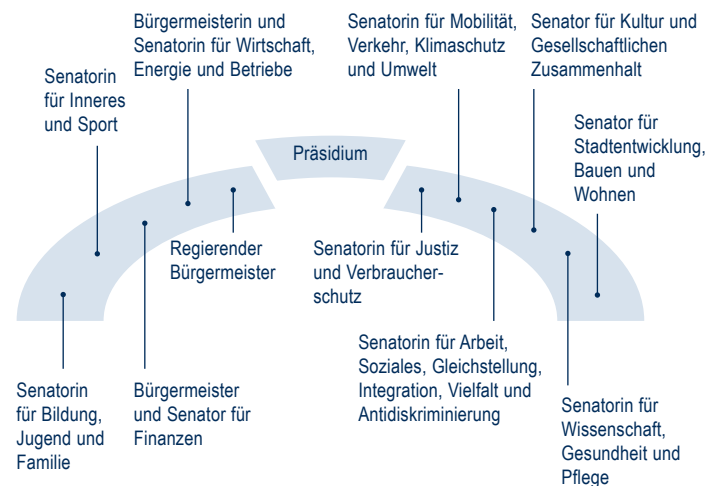 Bürgermeisterin und
Senatorin für Wirtschaft,
Energie und Betriebe
Senatorin für Mobilität,
Verkehr, Klimaschutz
und Umwelt
Senator für Kultur und
Gesellschaftlichen
Zusammenhalt
Senatorin
für Inneres
und Sport
Senator für
Stadtentwicklung,
Bauen und
Wohnen
Präsidium
Regierender
Bürgermeister
Senatorin für Justiz
und Verbraucher-
schutz
Senatorin
für Bildung,
Jugend und
Familie
Bürgermeister
und Senator für
Finanzen
Senatorin für Arbeit,
Soziales, Gleichstellung,
Integration, Vielfalt und
Antidiskriminierung
Senatorin für
Wissenschaft,
Gesundheit und
Pflege